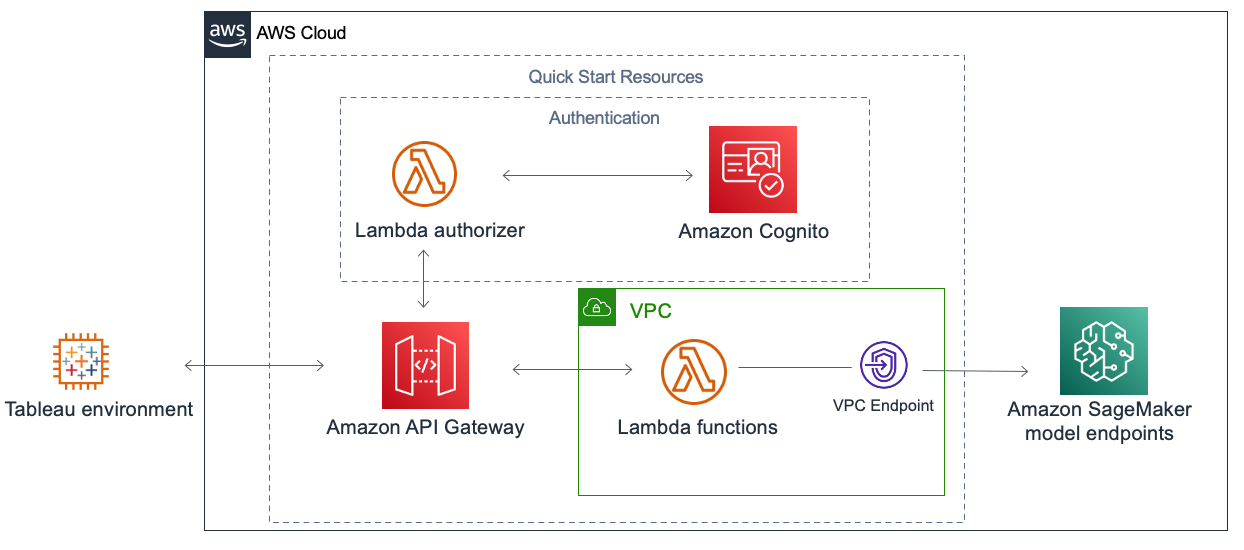 aws
AWS Cloud
Quick Start Resources
Authentication
Lambda authorizer
Amazon Cognito
VPC
Tableau environment
Amazon API Gateway
</>
Lambda functions
VPC Endpoint
Amazon SageMaker
model endpoints